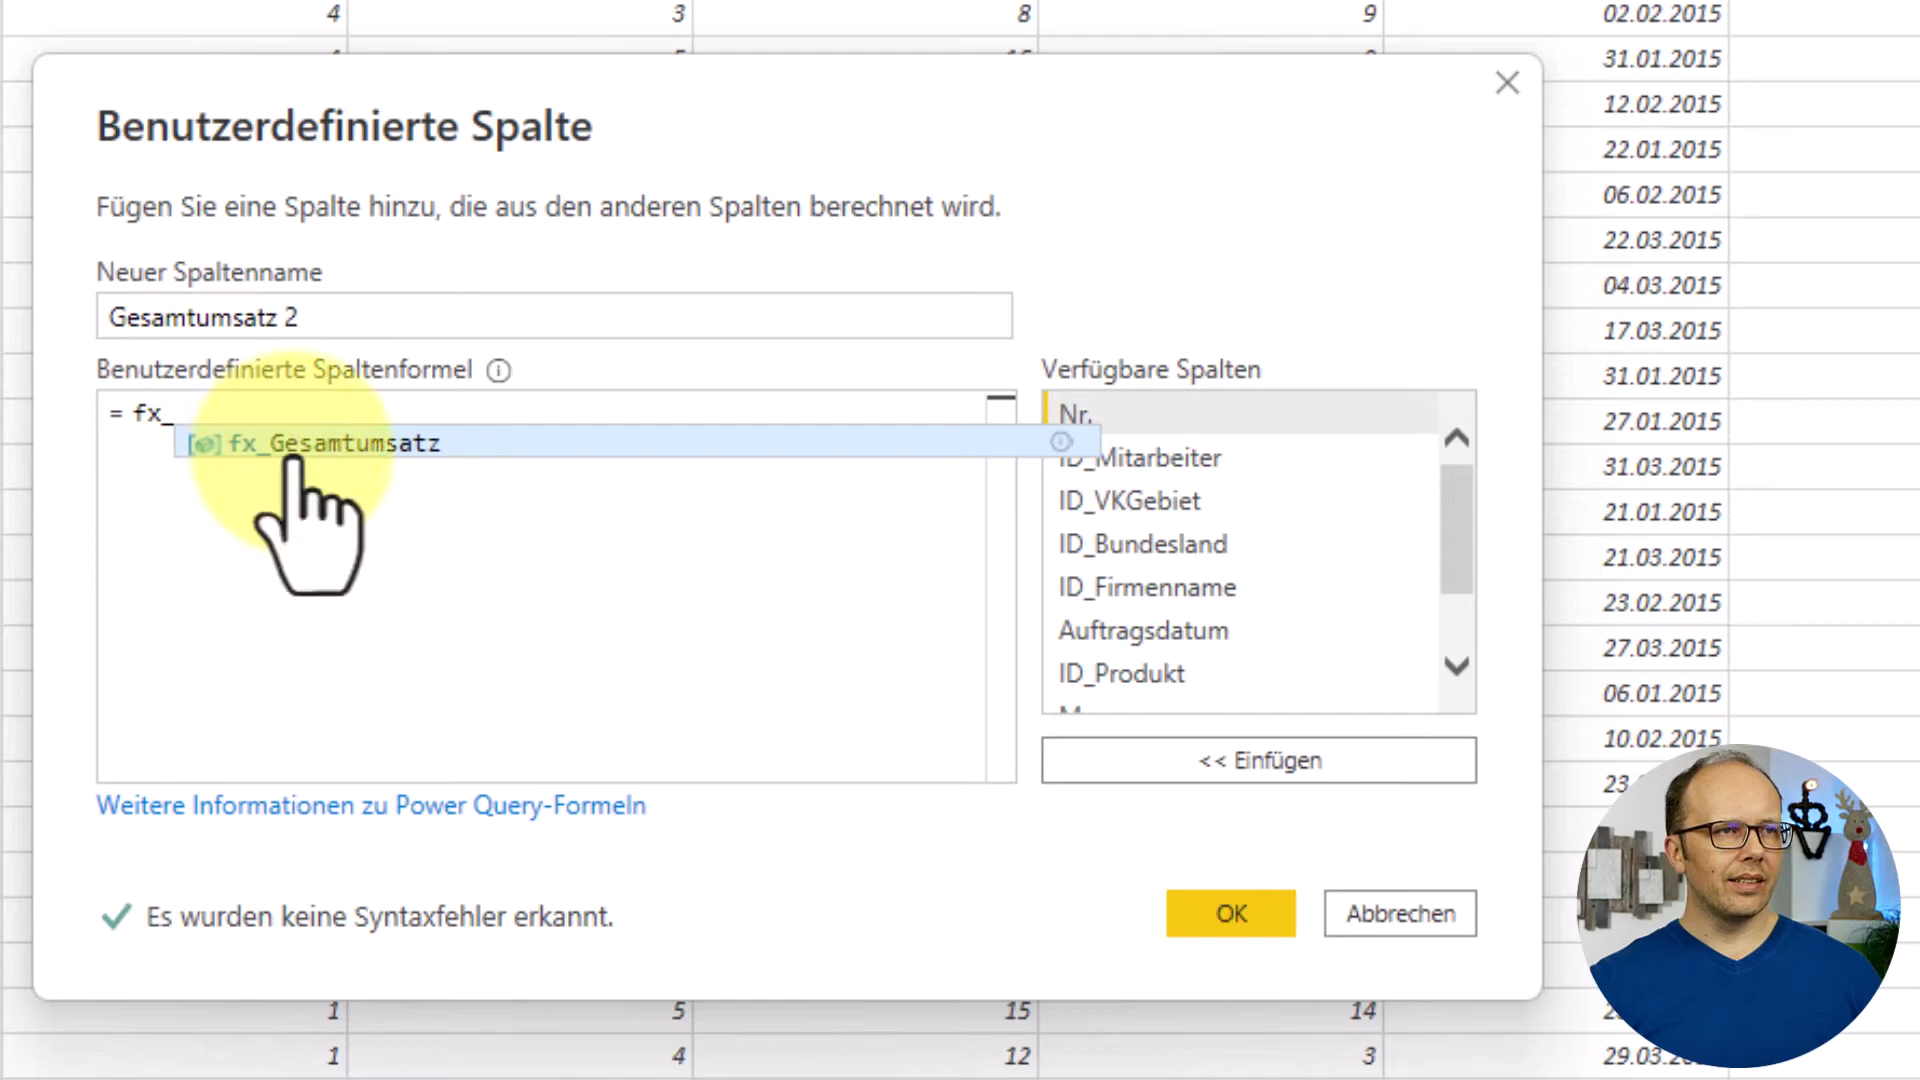 4 3 8 9 02.02.2015
31.01.2015
12.02.2015
22.01.2015
06.02.2015
22.03.2015
04.03.2015
17.03.2015
31.01.2015
27.01.2015
31.03.2015
21.01.2015
21.03.2015
23.02.2015
27.03.2015
06.01.2015
10.02.2015
Benutzerdefinierte Spalte
Fügen Sie eine Spalte hinzu, die aus den anderen Spalten berechnet wird.
Neuer Spaltenname
Gesamtumsatz 2
Benutzerdefinierte Spaltenformel
= fx_
fx_Gesamtumsatz
Verfügbare Spalten
Nr.
ID_Mitarbeiter
ID_VKGebiet
ID_Bundesland
ID_Firmenname
Auftragsdatum
ID_Produkt
<< Einfügen
Weitere Informationen zu Power Query-Formeln
Es wurden keine Syntaxfehler erkannt.
OK
Abbrechen
1 5 15 14
1 4 12 3